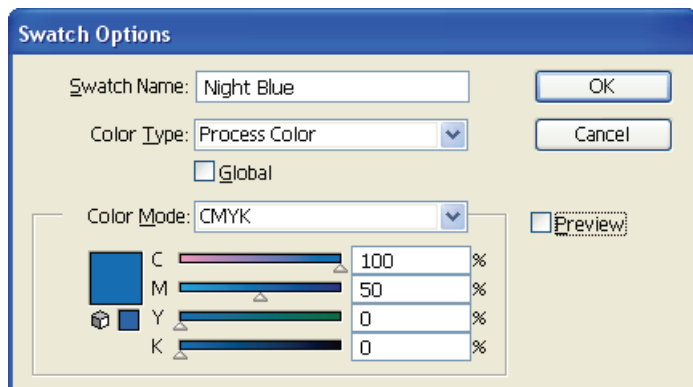 Swatch Options
Swatch Name: Night Blue
OK
Color Type: Process Color
Cancel
Global
Color Mode: CMYK
Preview
C 100 %
M 50 %
Y 0 %
K 0 %